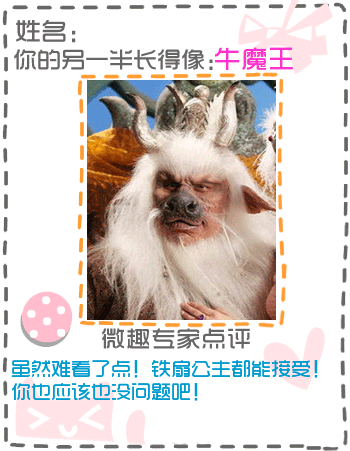 姓名：
你的另一半长得像：牛魔王
微趣专家点评
虽然难看了点！铁扇公主都能接受！
你也应该也没问题吧！